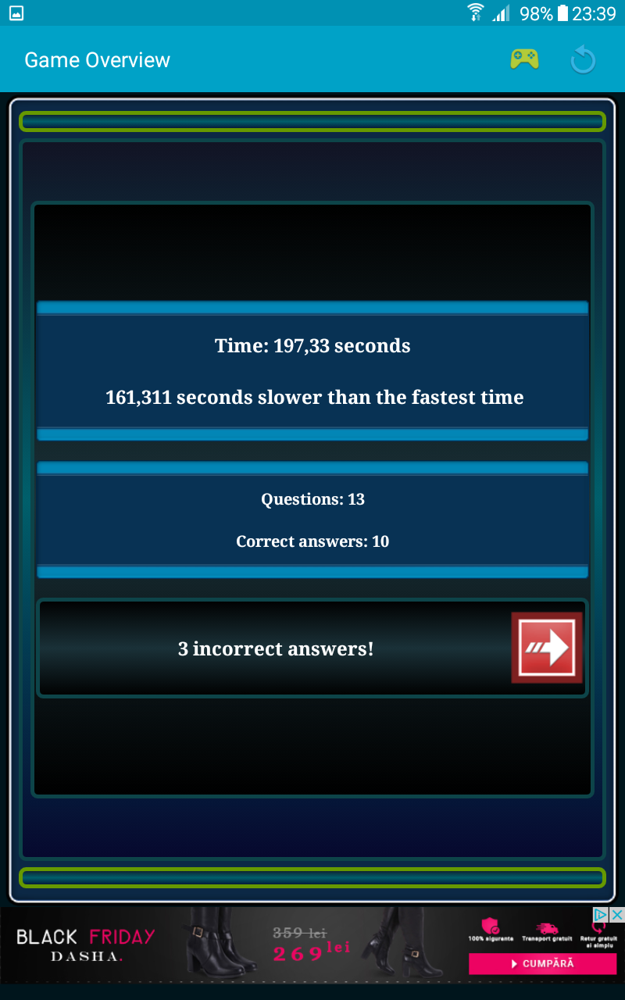 98% 23:39
Game Overview
Time: 197,33 seconds
161,311 seconds slower than the fastest time
Questions: 13
Correct answers: 10
3 incorrect answers!
BLACK FRIDAY
DASHA.
359 lei
269 lei
100% siguranta
Transport gratuit
Retur gratuit
si simplu
CUMPĂRĂ